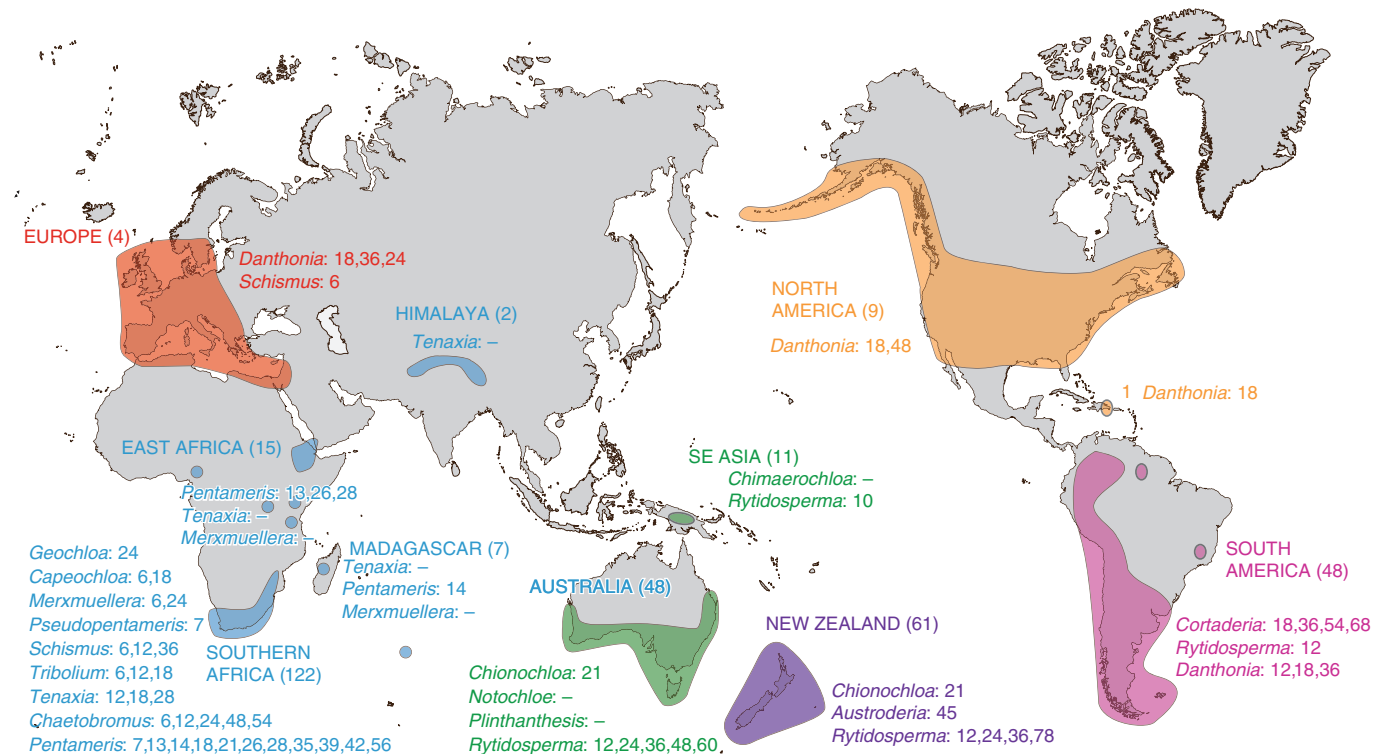 EUROPE (4)
Danthonia: 18,36,24
Schismus: 6
HIMALAYA (2)
Tenaxia: –
NORTH
AMERICA (9)
Danthonia: 18,48
1 Danthonia: 18
EAST AFRICA (15)
Pentameris: 13,26,28
Tenaxia: –
Merxmuellera: –
SE ASIA (11)
Chimaerochloa: –
Rytidosperma: 10
MADAGASCAR (7)
Tenaxia: –
Pentameris: 14
Merxmuellera: –
Geochloa: 24
Capeochloa: 6,18
Merxmuellera: 6,24
Pseudopentameris: 7
Schismus: 6,12,36
Tribolium: 6,12,18
Tenaxia: 12,18,28
Chaetobromus: 6,12,24,48,54
Pentameris: 7,13,14,18,21,26,28,35,39,42,56
SOUTHERN
AFRICA (122)
AUSTRALIA (48)
Chionochloa: 21
Notochloe: –
Plinthanthesis: –
Rytidosperma: 12,24,36,48,60
NEW ZEALAND (61)
Chionochloa: 21
Austroderia: 45
Rytidosperma: 12,24,36,78
SOUTH
AMERICA (48)
Cortaderia: 18,36,54,68
Rytidosperma: 12
Danthonia: 12,18,36